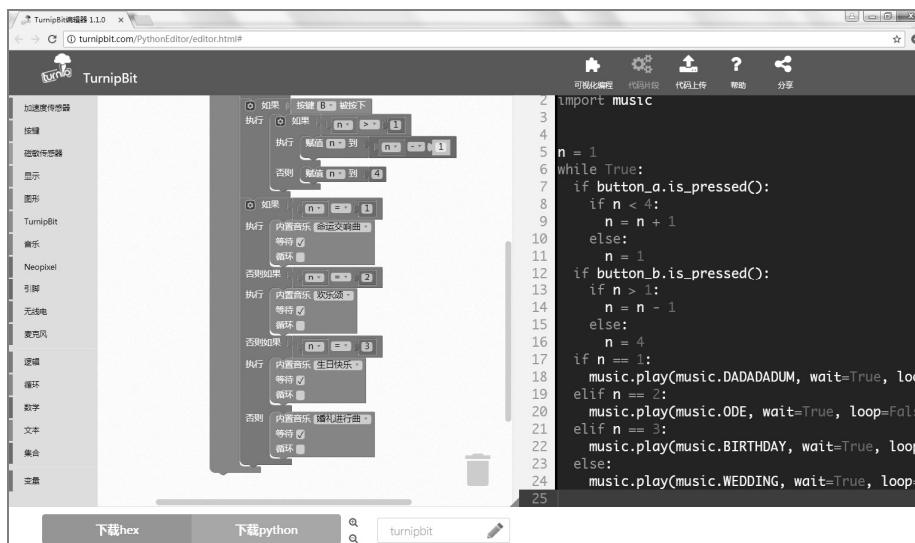 TurnipBit编辑器 1.1.0
turnipbit.com/PythonEditor/editor.html#
turnip TurnipBit
可视化编程 代码片段 代码上传 帮助 分享
加速度传感器
按键
磁敏传感器
显示
图形
TurnipBit
音乐
Neopixel
引脚
无线电
麦克风
逻辑
循环
数学
文本
集合
变量
如果 按键 B 被按下
执行 如果 n > 1
执行 赋值 n 到 n - 1
否则 赋值 n 到 4
如果 n = 1
执行 内置音乐 命运交响曲
等待
循环
否则如果 n = 2
执行 内置音乐 欢乐颂
等待
循环
否则如果 n = 3
执行 内置音乐 生日快乐
等待
循环
否则 内置音乐 婚礼进行曲
等待
循环
2 import music
3
4
5 n = 1
6 while True:
7 if button_a.is_pressed():
8 if n < 4:
9 n = n + 1
10 else:
11 n = 1
12 if button_b.is_pressed():
13 if n > 1:
14 n = n - 1
15 else:
16 n = 4
17 if n == 1:
18 music.play(music.DADADADUM, wait=True, loo
19 elif n == 2:
20 music.play(music.ODE, wait=True, loop=Fals
21 elif n == 3:
22 music.play(music.BIRTHDAY, wait=True, loop
23 else:
24 music.play(music.WEDDING, wait=True, loop=
25
下载hex 下载python turnipbit